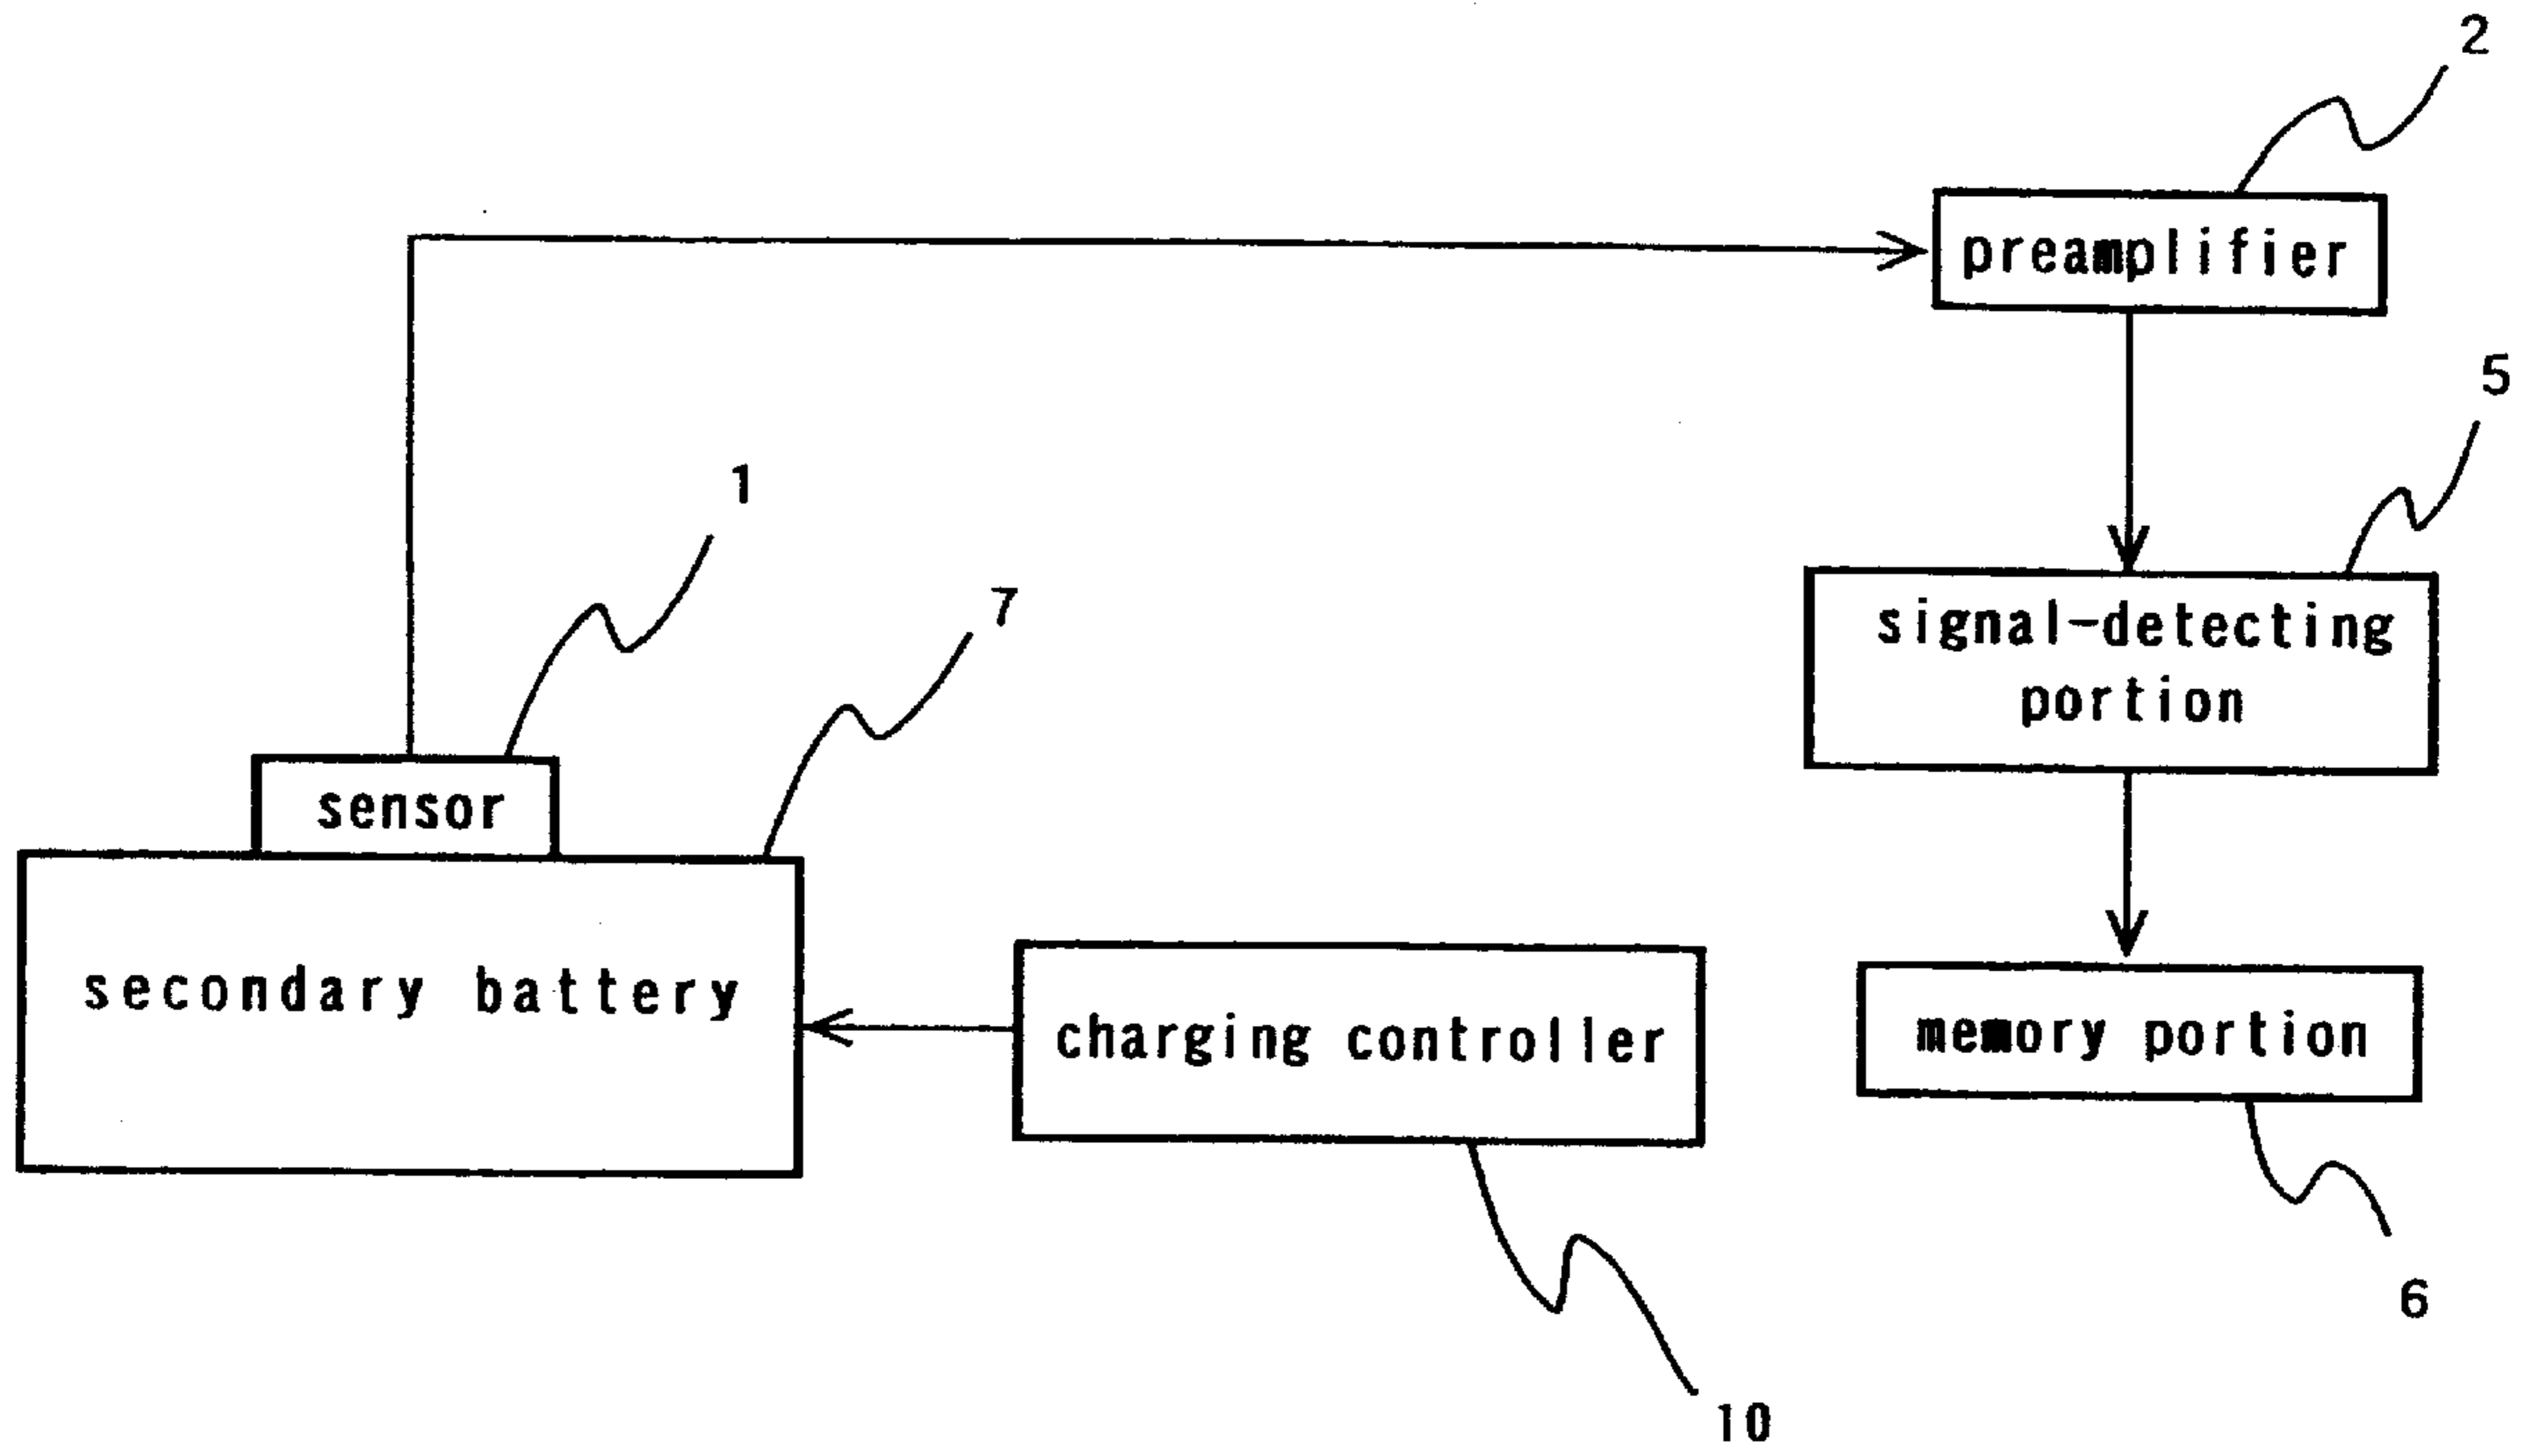 2
preamplifier
5
1
signal-detecting
portion
7
sensor
secondary battery
charging controller
memory portion
6
10